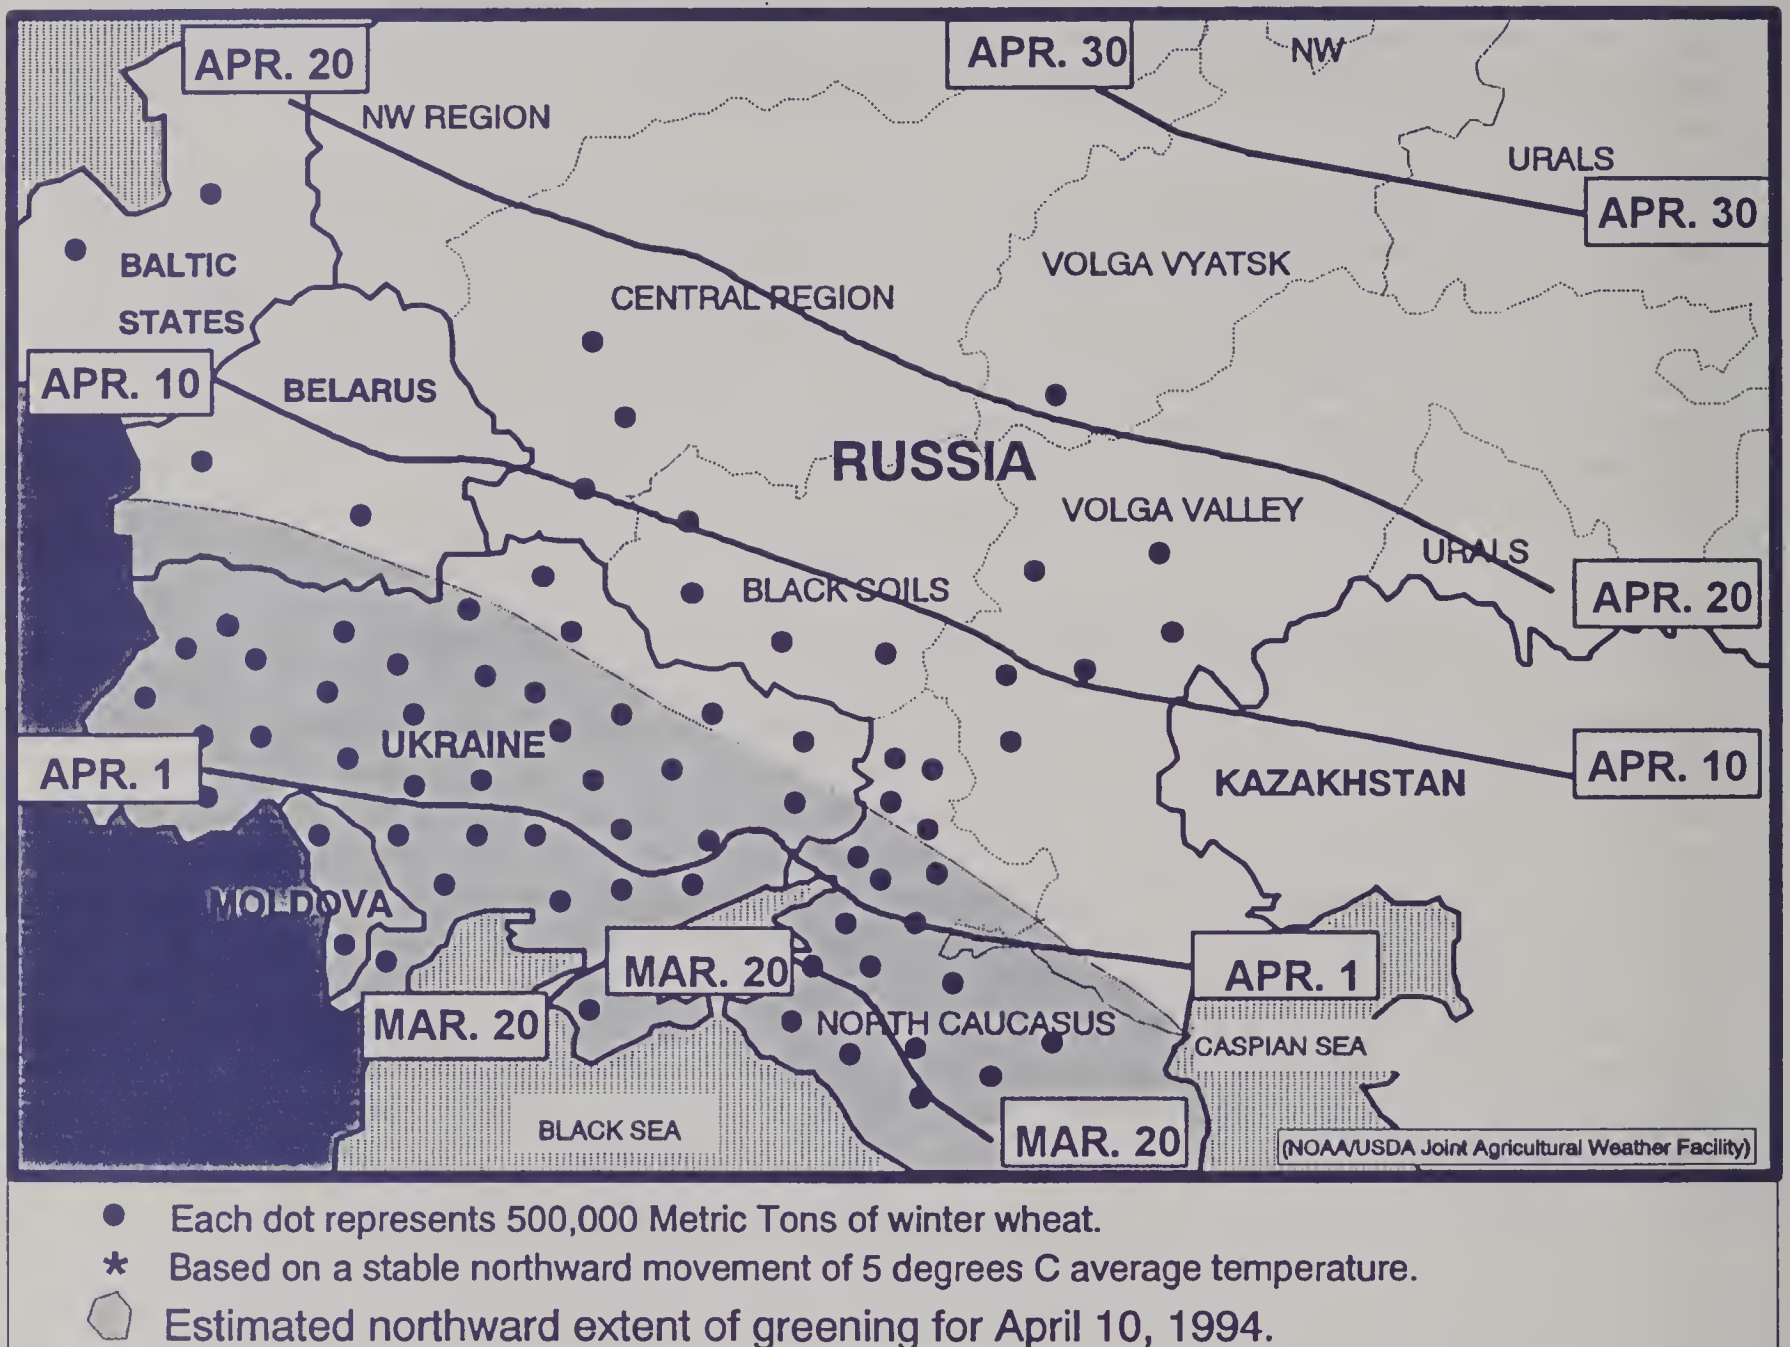 APR. 20
APR. 30
NW
NW REGION
URALS
APR. 30
BALTIC
STATES
VOLGA VYATSK
CENTRAL REGION
APR. 10
BELARUS
RUSSIA
VOLGA VALLEY
URALS
BLACK SOILS
APR. 20
UKRAINE
APR. 1
KAZAKHSTAN
APR. 10
MOLDOVA
MAR. 20
APR. 1
MAR. 20
NORTH CAUCASUS
CASPIAN SEA
BLACK SEA
MAR. 20
(NOAA/USDA Joint Agricultural Weather Facility)
Each dot represents 500,000 Metric Tons of winter wheat.
* Based on a stable northward movement of 5 degrees C average temperature.
Estimated northward extent of greening for April 10, 1994.